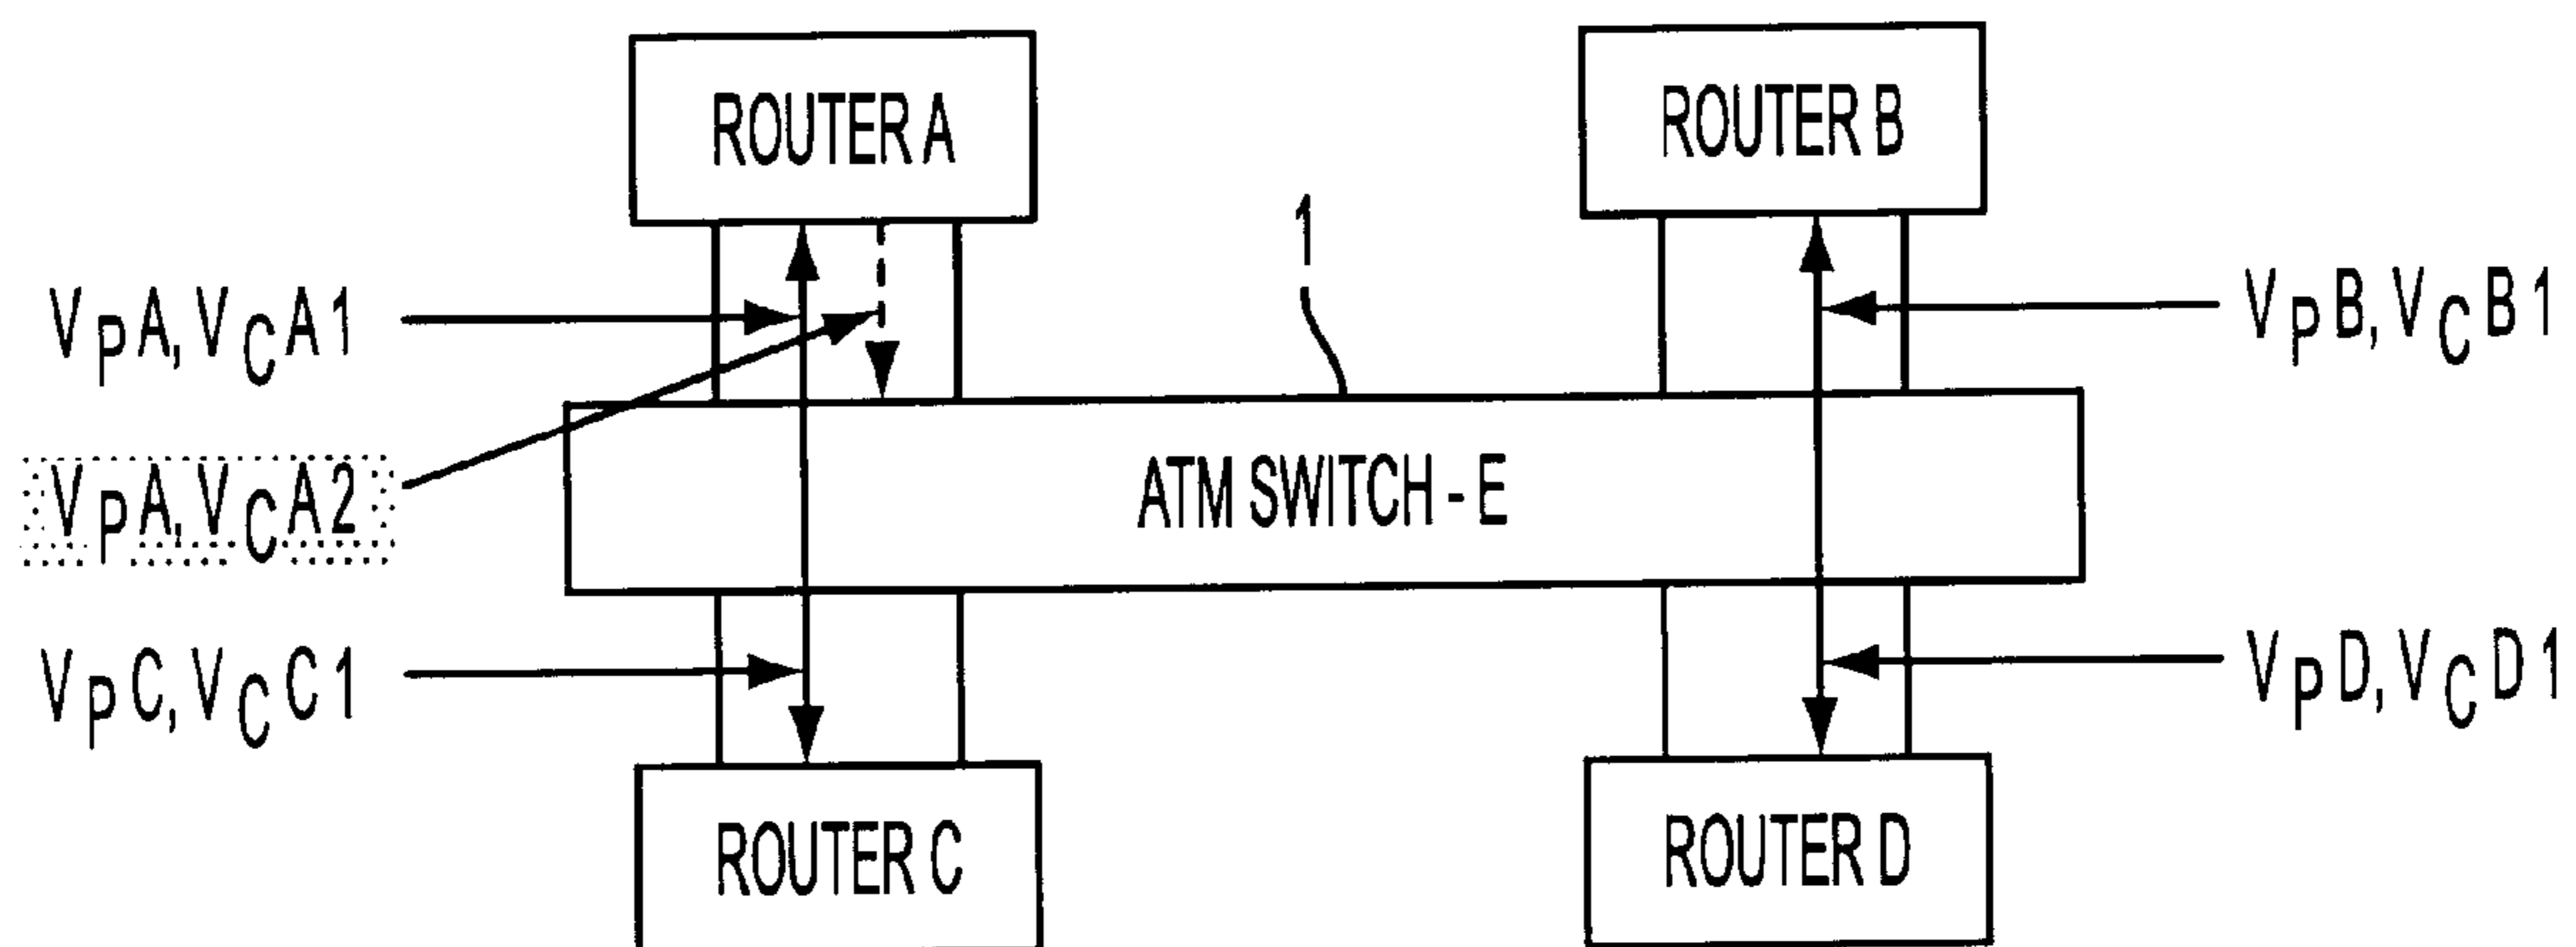 ROUTER A
ROUTER B
1
VPA, VCA1
VPB, VCB1
VPA, VCA2
ATM SWITCH - E
VPC, VCC1
VPD, VCD1
ROUTER C
ROUTER D